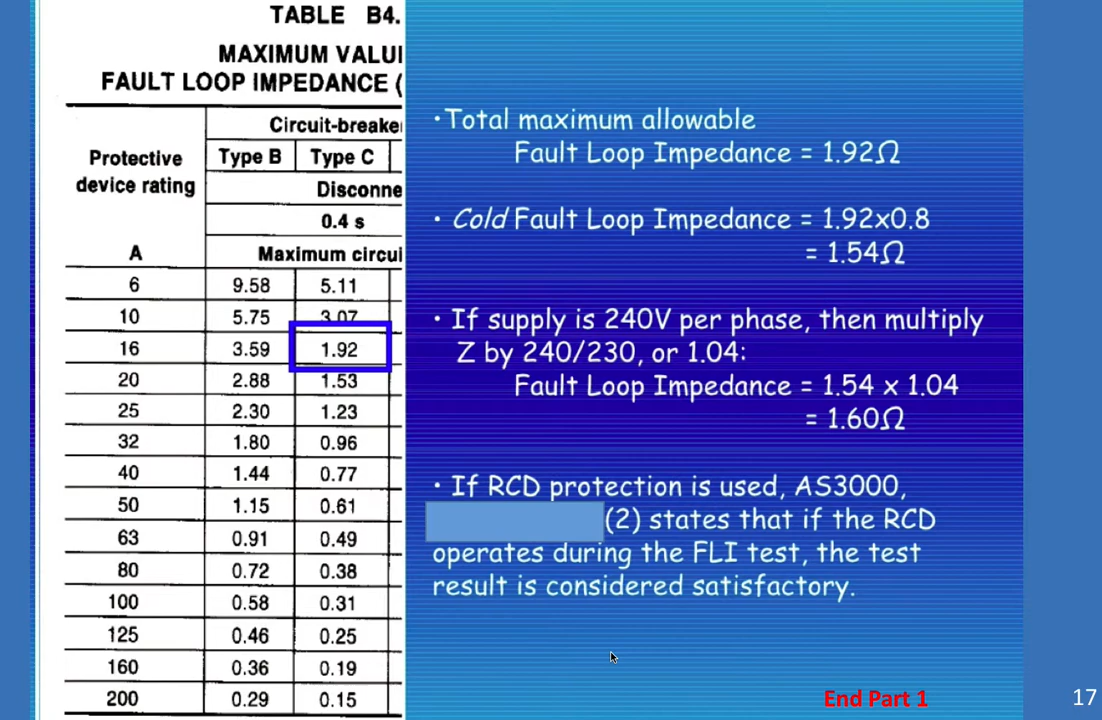 TABLE B4.
MAXIMUM VALU
FAULT LOOP IMPEDANCE (
Circuit-breake
Protective
device rating
Type B Type C
Disconne
0.4 s
A Maximum circui
6 9.58 5.11
10 5.75 3.07
16 3.59 1.92
20 2.88 1.53
25 2.30 1.23
32 1.80 0.96
40 1.44 0.77
50 1.15 0.61
63 0.91 0.49
80 0.72 0.38
100 0.58 0.31
125 0.46 0.25
160 0.36 0.19
200 0.29 0.15
·Total maximum allowable
Fault Loop Impedance = 1.92Ω
· Cold Fault Loop Impedance = 1.92x0.8
= 1.54Ω
· If supply is 240V per phase, then multiply
Z by 240/230, or 1.04:
Fault Loop Impedance = 1.54 x 1.04
= 1.60Ω
· If RCD protection is used, AS3000,
(2) states that if the RCD
operates during the FLI test, the test
result is considered satisfactory.
End Part 1
17